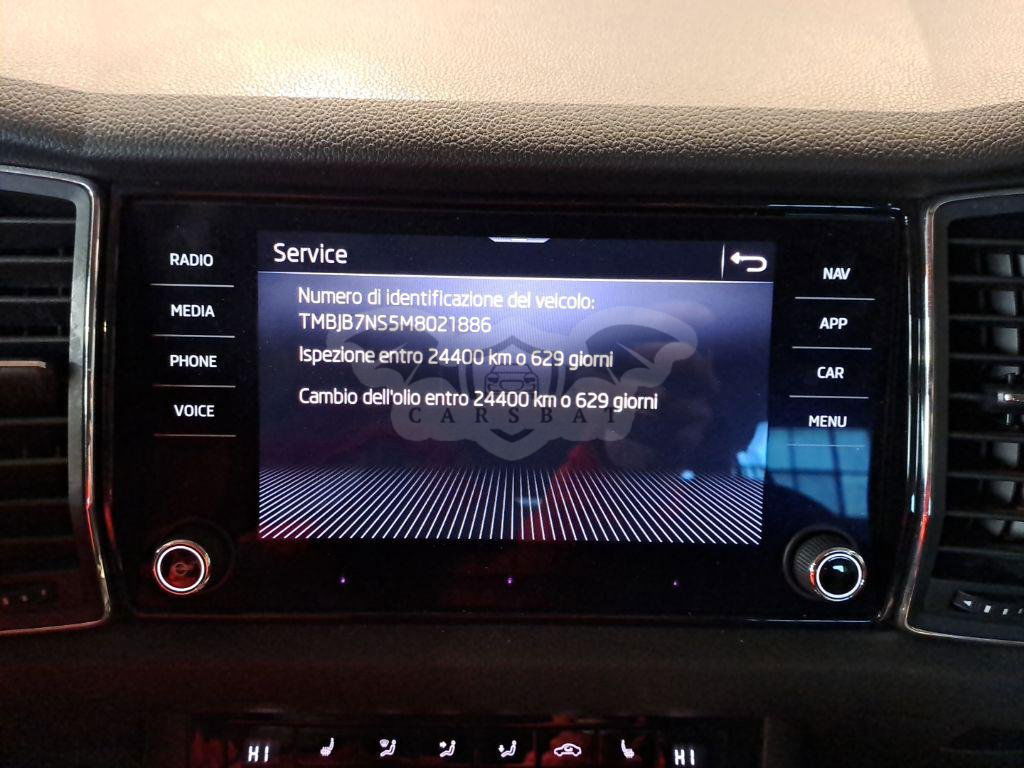 Service
RADIO
MEDIA
PHONE
VOICE
Numero di identificazione del veicolo:
TMBJB7NS5M8021886
Ispezione entro 24400 km o 629 giorni
Cambio dell'olio entro 24400 km o 629 giorni
CARSBAT
NAV
APP
CAR
MENU
HI
HI